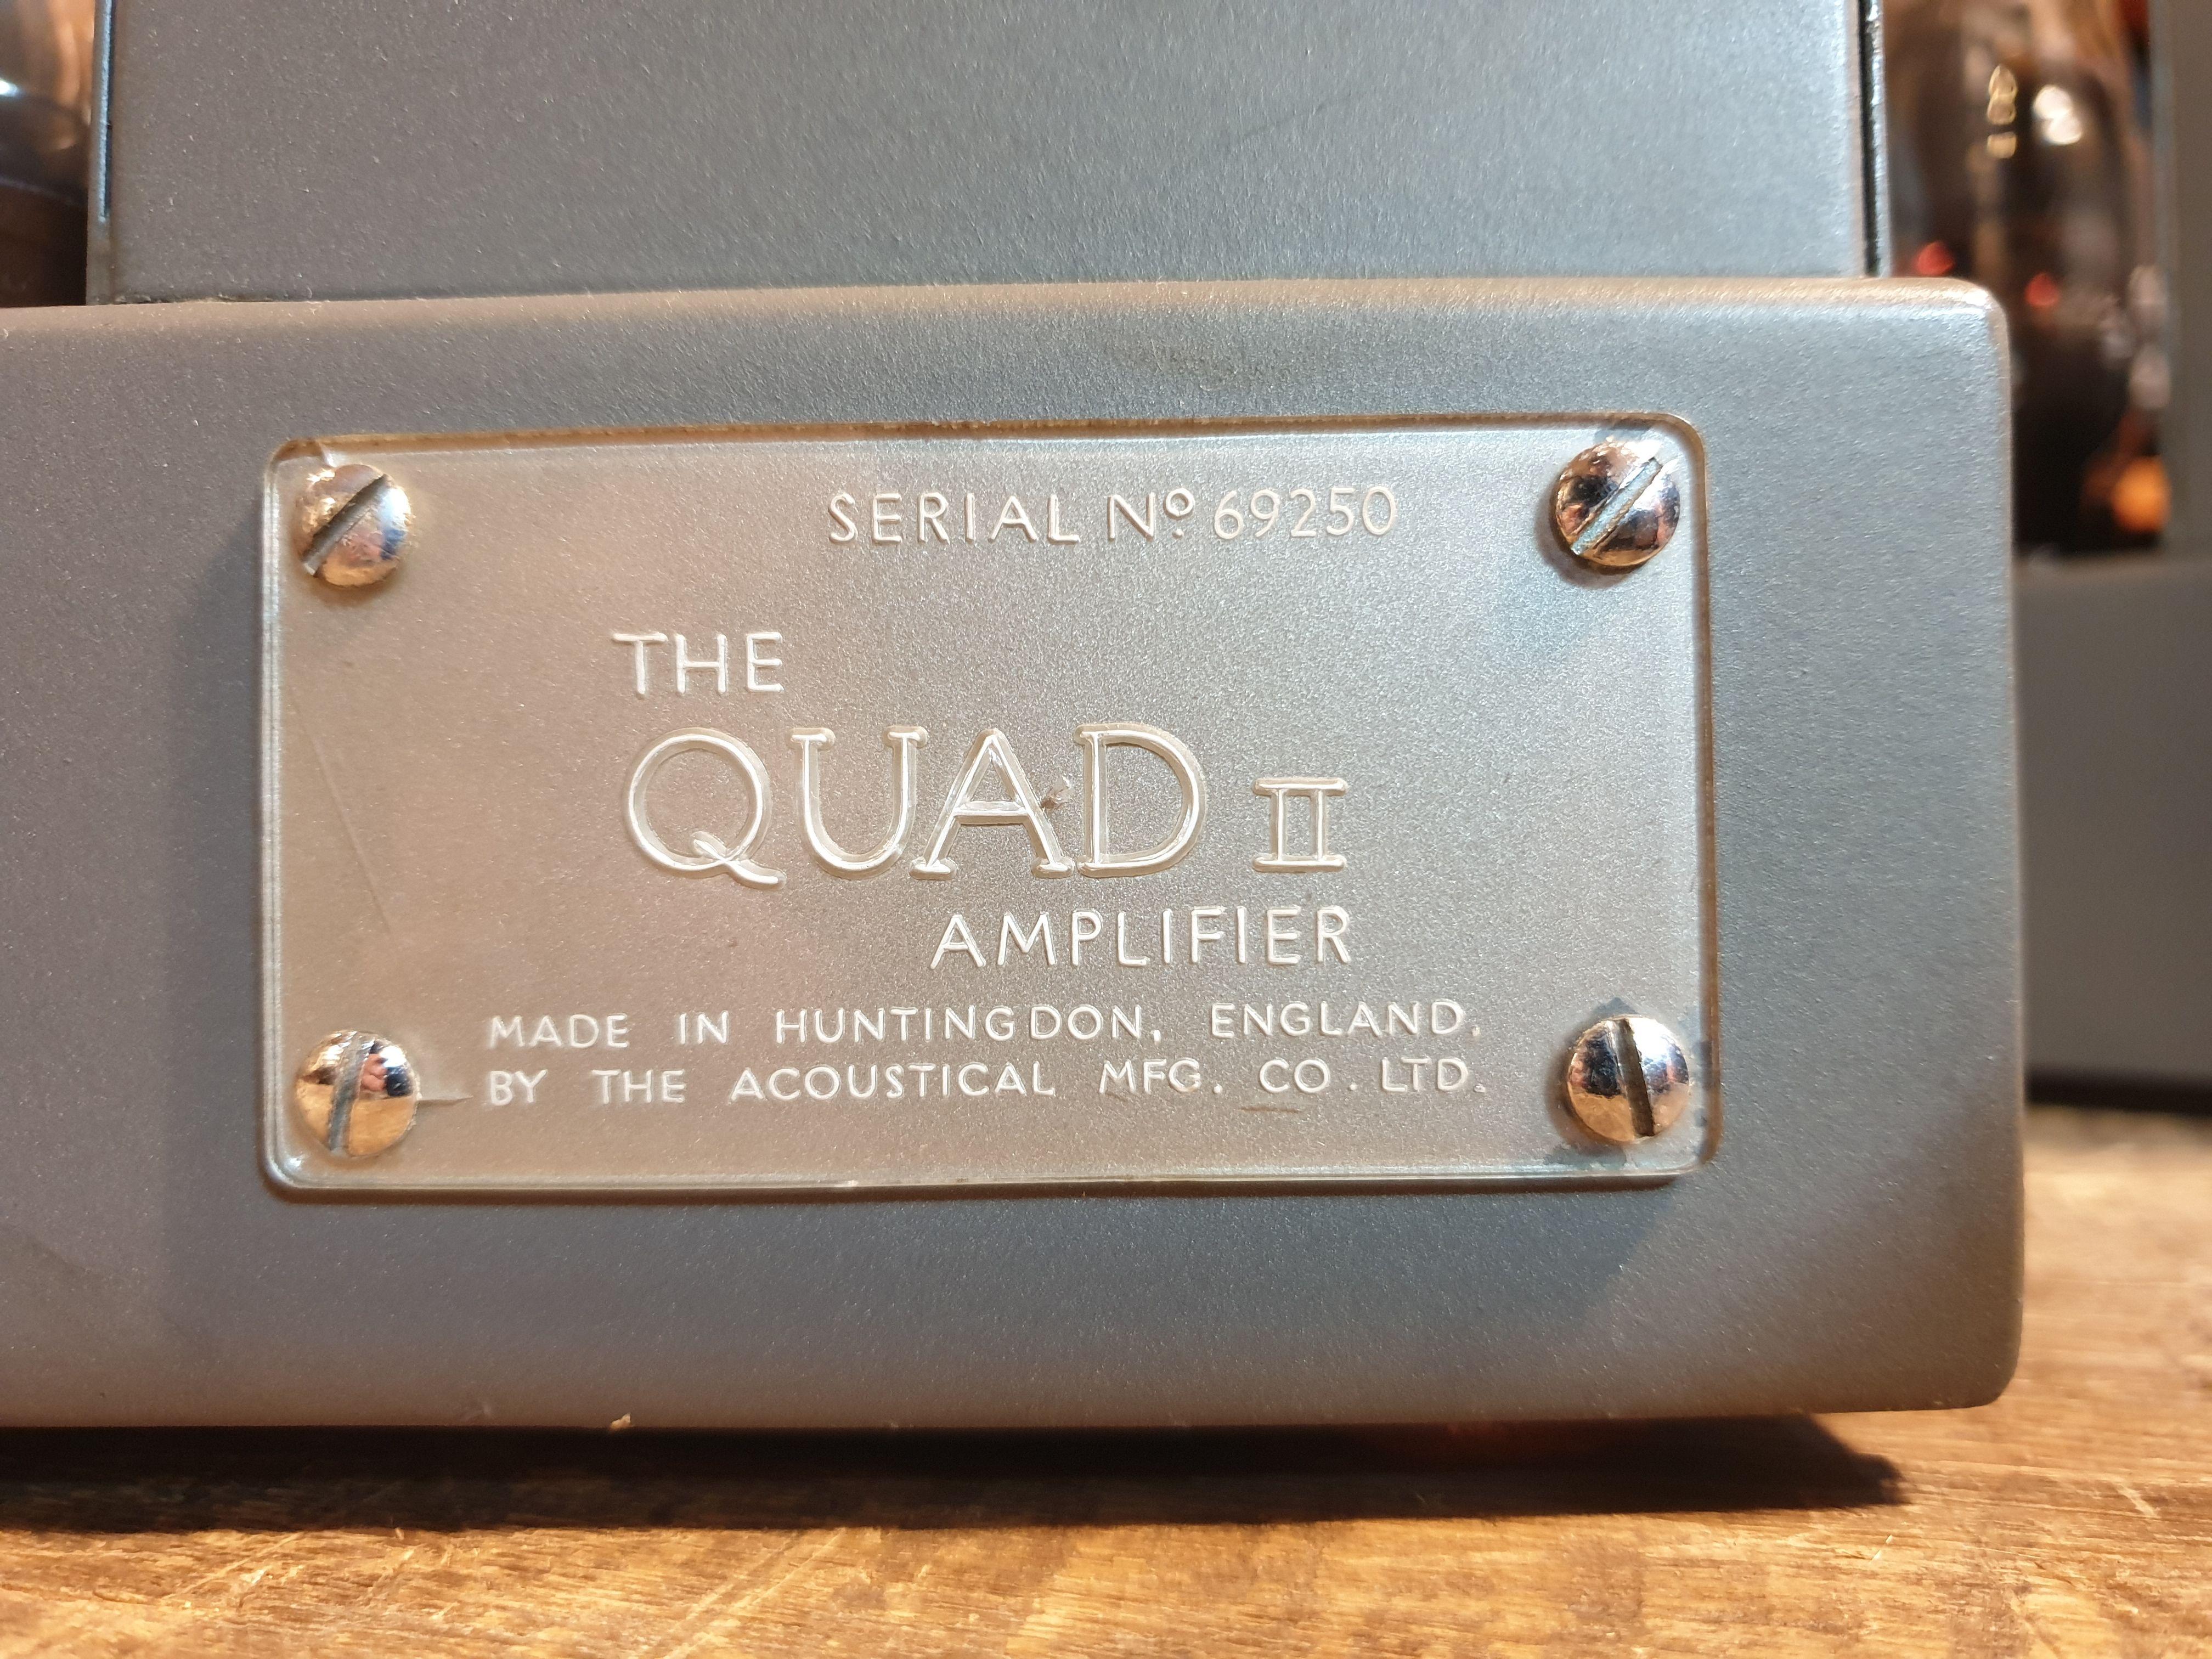 SERIAL Nº 69250
THE
QUAD II
AMPLIFIER
MADE IN HUNTINGDON, ENGLAND.
BY THE ACOUSTICAL MFG. CO. LTD.